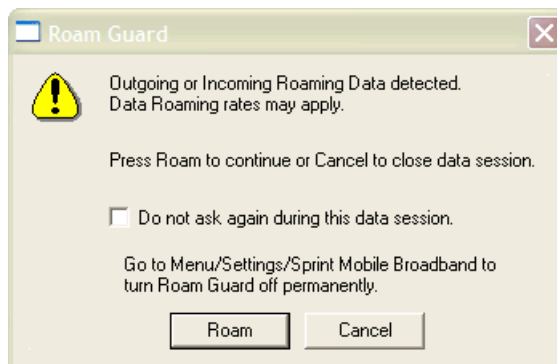 Roam Guard
Outgoing or Incoming Roaming Data detected.
Data Roaming rates may apply.
Press Roam to continue or Cancel to close data session.
Do not ask again during this data session.
Go to Menu/Settings/Sprint Mobile Broadband to
turn Roam Guard off permanently.
Roam
Cancel